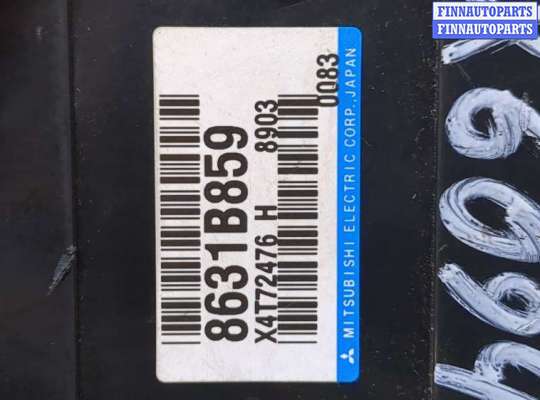 FINNAUTOPARTS
FINNAUTOPARTS
8631B859
X4T72476 H 8903
0083
MITSUBISHI ELECTRIC CORP., JAPAN